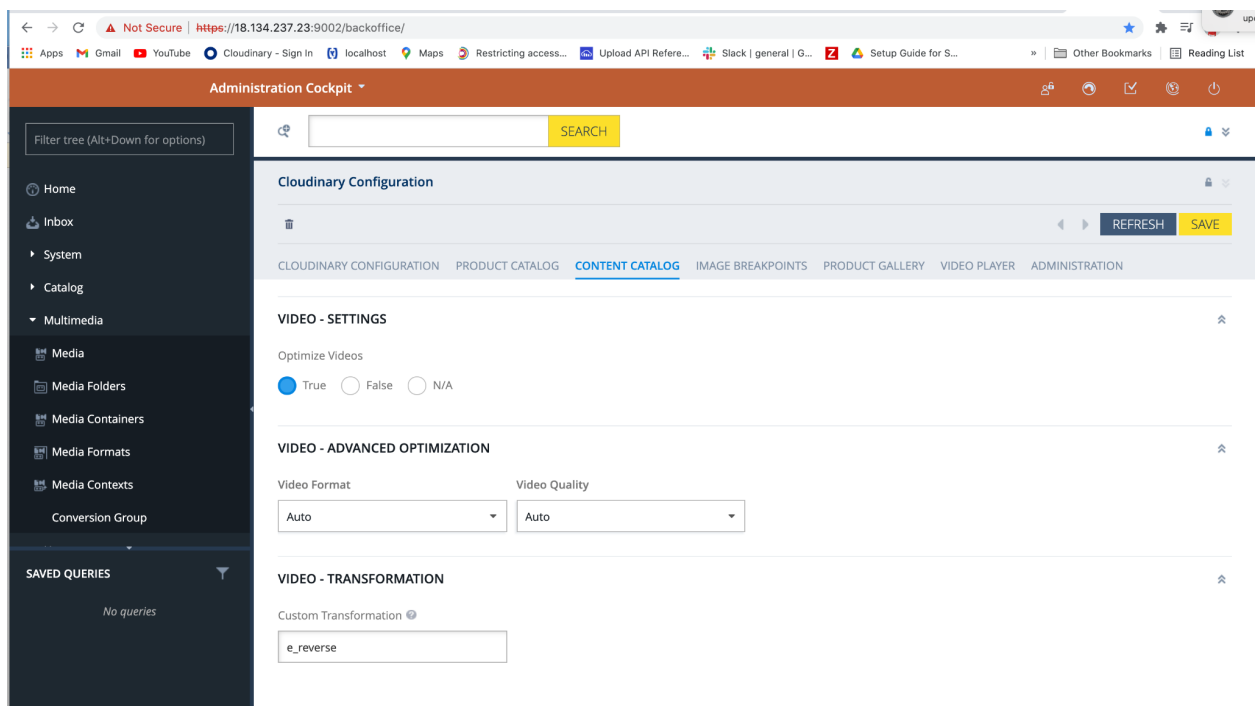 Not Secure | https://18.134.237.23:9002/backoffice/
upd
Apps Gmail YouTube Cloudinary - Sign In localhost Maps Restricting access... Upload API Refere... Slack | general | G... Z Setup Guide for S... » Other Bookmarks Reading List
Administration Cockpit
Filter tree (Alt+Down for options)
SEARCH
Home
Inbox
System
Catalog
Multimedia
Media
Media Folders
Media Containers
Media Formats
Media Contexts
Conversion Group
SAVED QUERIES
No queries
Cloudinary Configuration
REFRESH SAVE
CLOUDINARY CONFIGURATION PRODUCT CATALOG CONTENT CATALOG IMAGE BREAKPOINTS PRODUCT GALLERY VIDEO PLAYER ADMINISTRATION
VIDEO - SETTINGS
Optimize Videos
True False N/A
VIDEO - ADVANCED OPTIMIZATION
Video Format Video Quality
Auto Auto
VIDEO - TRANSFORMATION
Custom Transformation
e_reverse